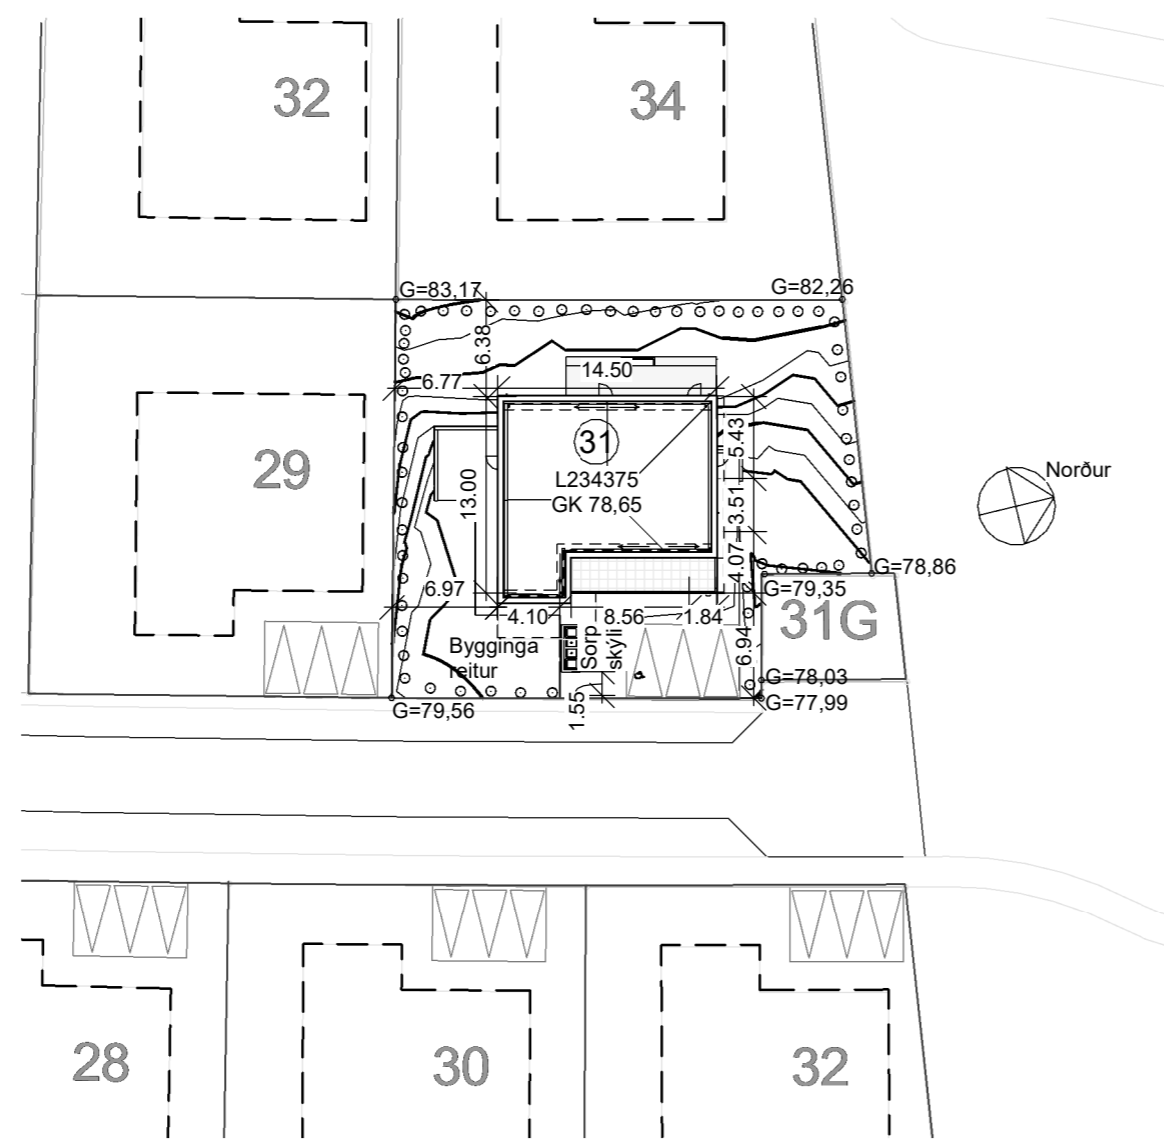 32
34
G=83,17
G=82,26
6.38
14.50
6.77
31
5.43
29
L234375
GK 78,65
13.00
3.51
Norður
4.07
G=78,86
G=79,35
6.97
4.10
8.56
1.84
31G
Bygginga
reitur
Sorp
skýli
6.94
G=78,03
G=79,56
1.55
G=77,99
28
30
32